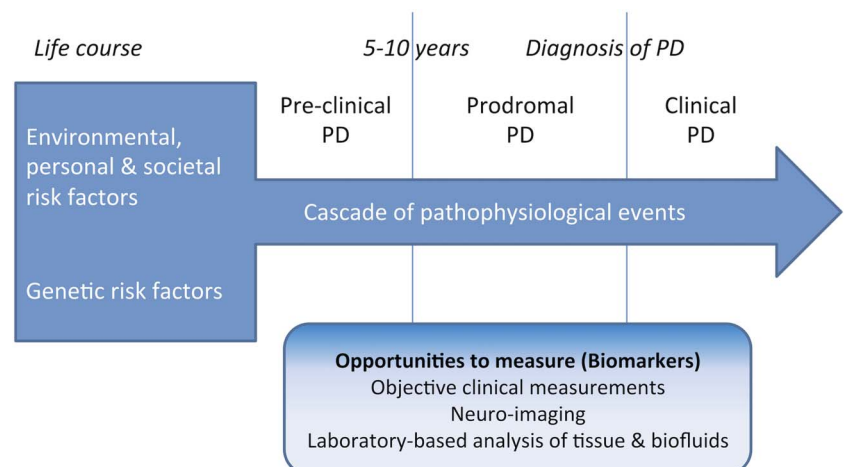 Life course
5-10 years
Diagnosis of PD
Pre-clinical
PD
Prodromal
PD
Clinical
PD
Environmental,
personal & societal
risk factors
Genetic risk factors
Cascade of pathophysiological events
Opportunities to measure (Biomarkers)
Objective clinical measurements
Neuro-imaging
Laboratory-based analysis of tissue & biofluids